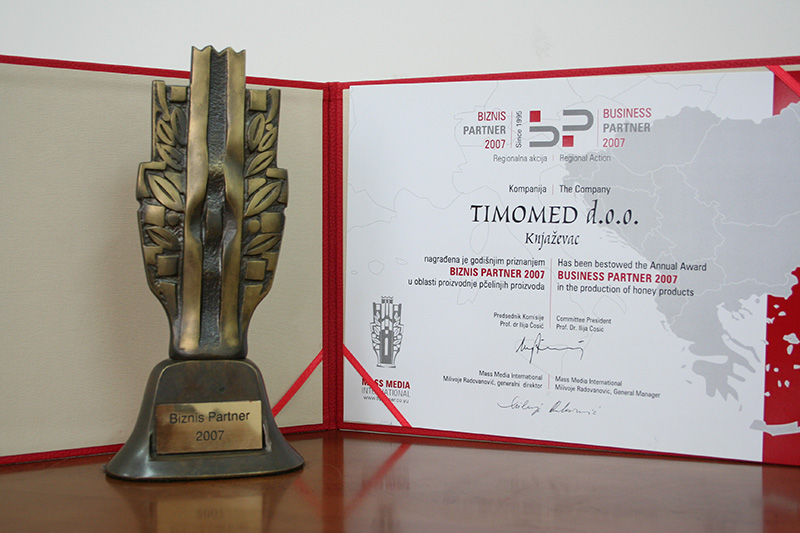 Biznis Partner
2007
BIZNIS
PARTNER
2007
Since 1995
bp
BUSINESS
PARTNER
2007
Regionalna akcija | Regional Action
Kompanija | The Company
TIMOMED d.o.o.
Knjaževac
nagrađena je godišnjim priznanjem
BIZNIS PARTNER 2007
u oblasti proizvodnje pčelinjih proizvoda
Has been bestowed the Annual Award
BUSINESS PARTNER 2007
in the production of honey products
Predsednik Komisije
Prof. dr Ilija Ćosić
Committee President
Prof. Dr. Ilija Cosic
Mass Media International
Milivoje Radovanović, generalni direktor
Mass Media International
Milivoje Radovanović, General Manager
MASS MEDIA
INTERNATIONAL